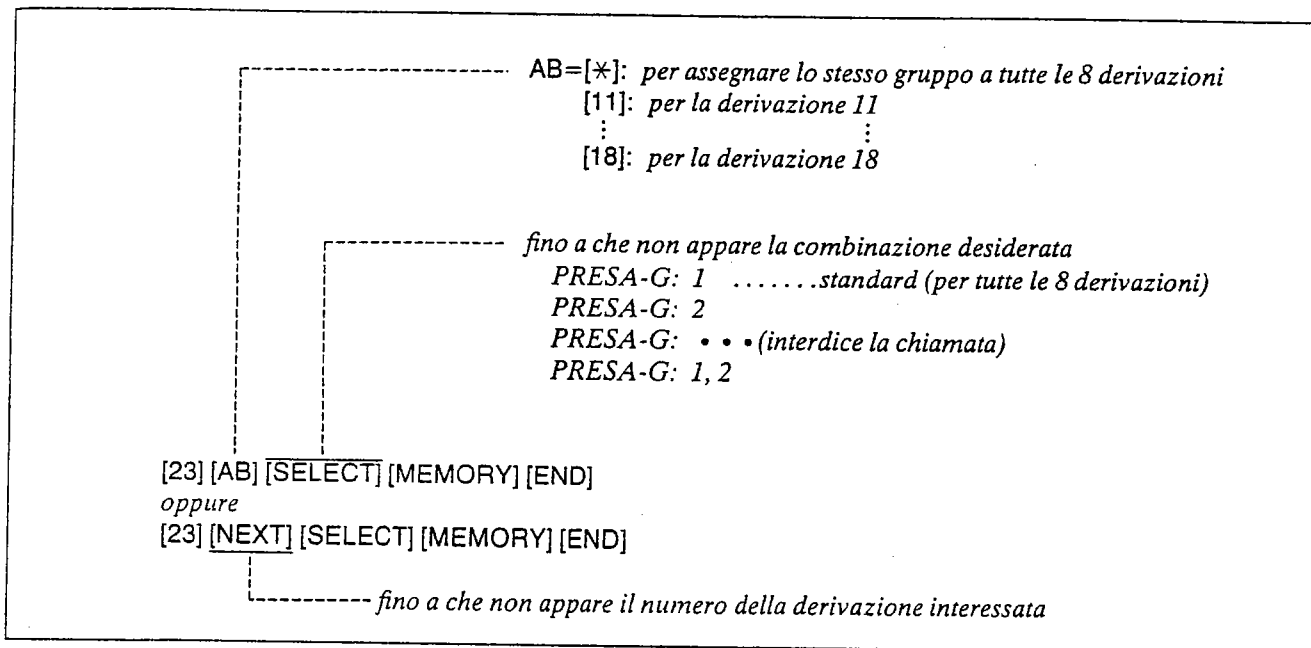 AB=[*]: per assegnare lo stesso gruppo a tutte le 8 derivazioni
[11]: per la derivazione 11
⋮ ⋮
[18]: per la derivazione 18
fino a che non appare la combinazione desiderata
PRESA-G: 1 .......standard (per tutte le 8 derivazioni)
PRESA-G: 2
PRESA-G: • • • (interdice la chiamata)
PRESA-G: 1, 2
[23] [AB] [SELECT] [MEMORY] [END]
oppure
[23] [NEXT] [SELECT] [MEMORY] [END]
fino a che non appare il numero della derivazione interessata